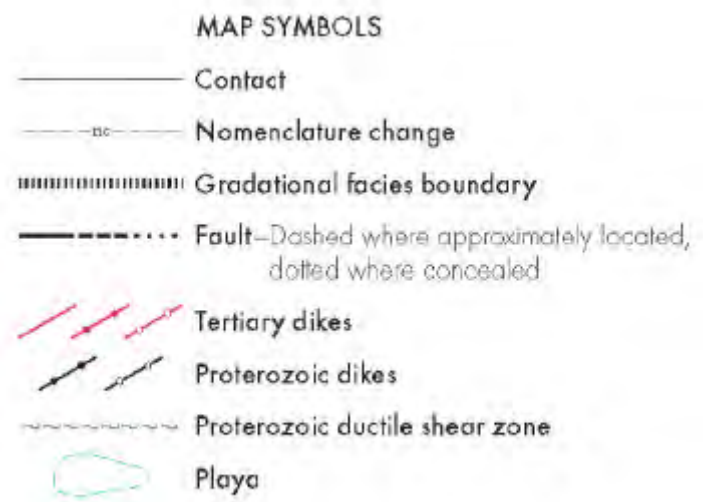 MAP SYMBOLS
Contact
nc
Nomenclature change
Gradational facies boundary
Fault–Dashed where approximately located,
dotted where concealed
Tertiary dikes
Proterozoic dikes
Proterozoic ductile shear zone
Playa